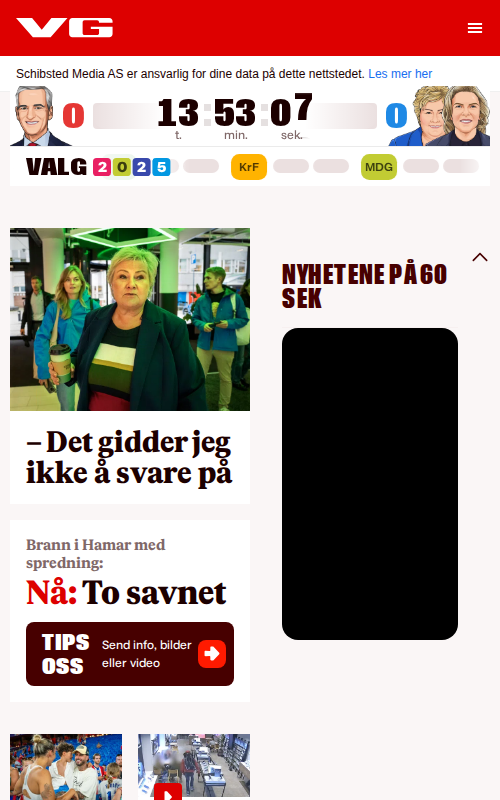 VG
Schibsted Media AS er ansvarlig for dine data på dette nettstedet. Les mer her
0 13:53:07 0
t. min. sek.
VALG 2025 KrF MDG
NYHETENE PÅ 60
SEK
– Det gidder jeg
ikke å svare på
Brann i Hamar med
spredning:
Nå: To savnet
TIPS
OSS
Send info, bilder
eller video